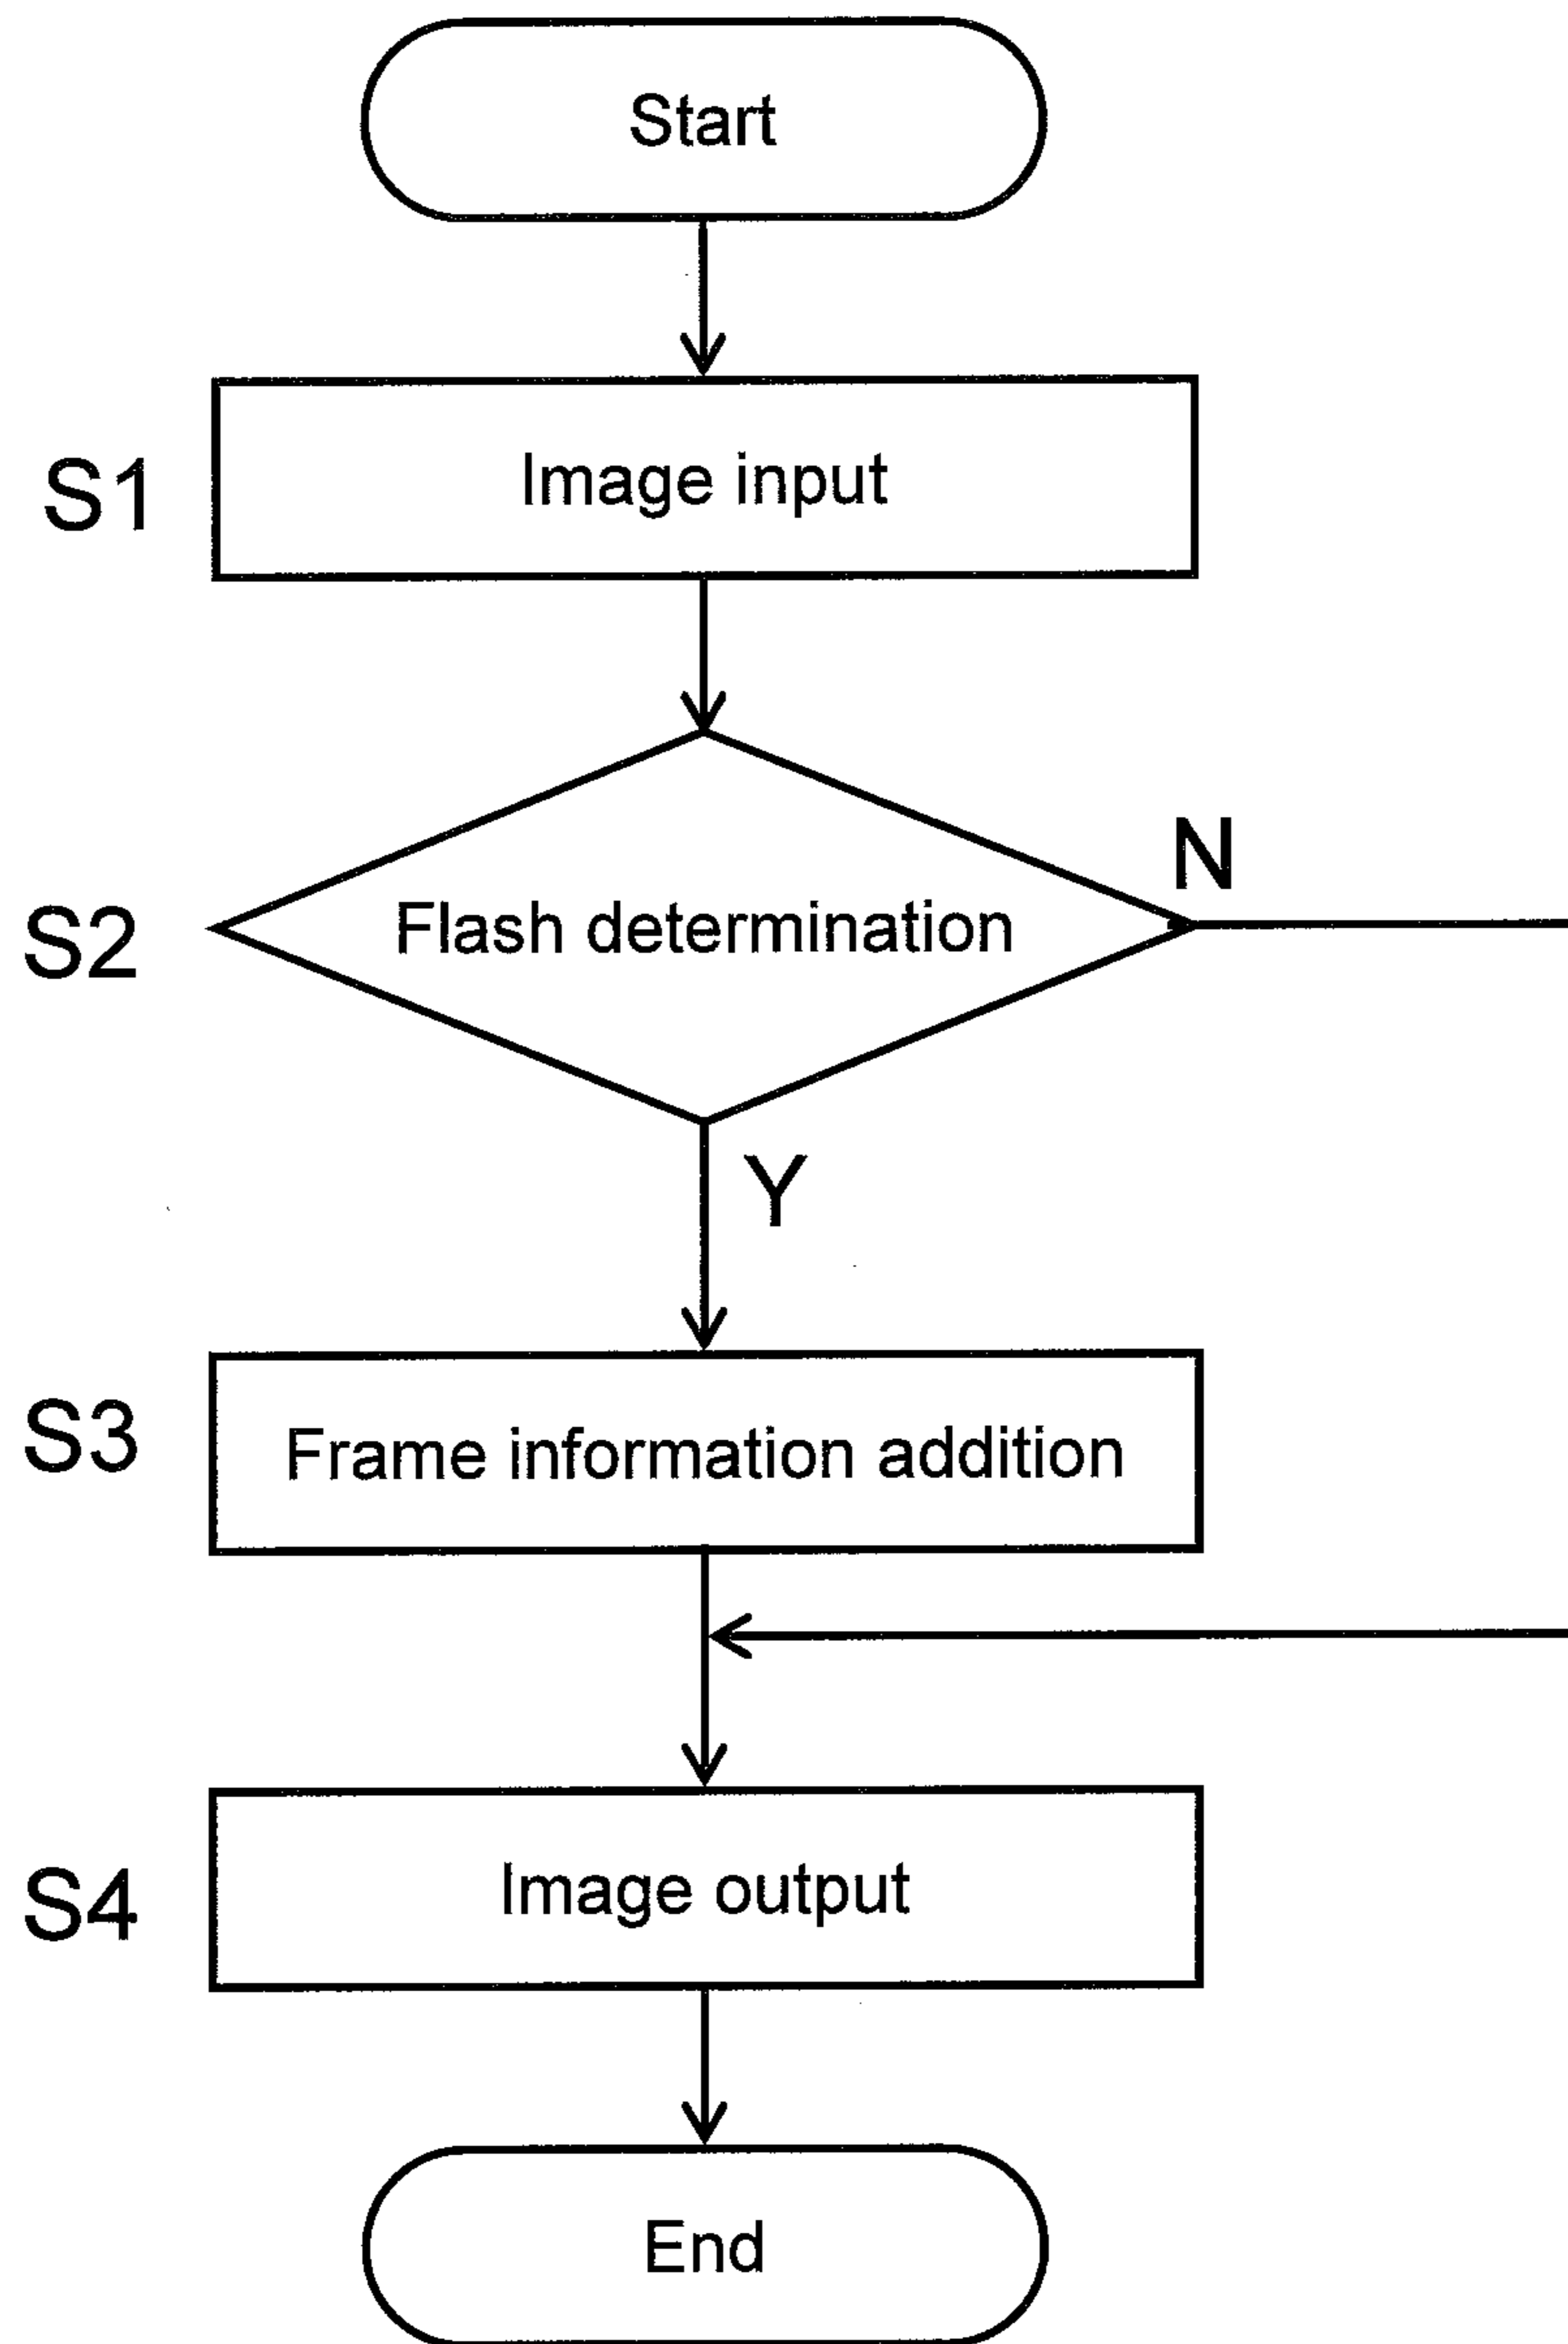 Start
S1
Image input
N
S2
Flash determination
Y
S3
Frame information addition
S4
Image output
End